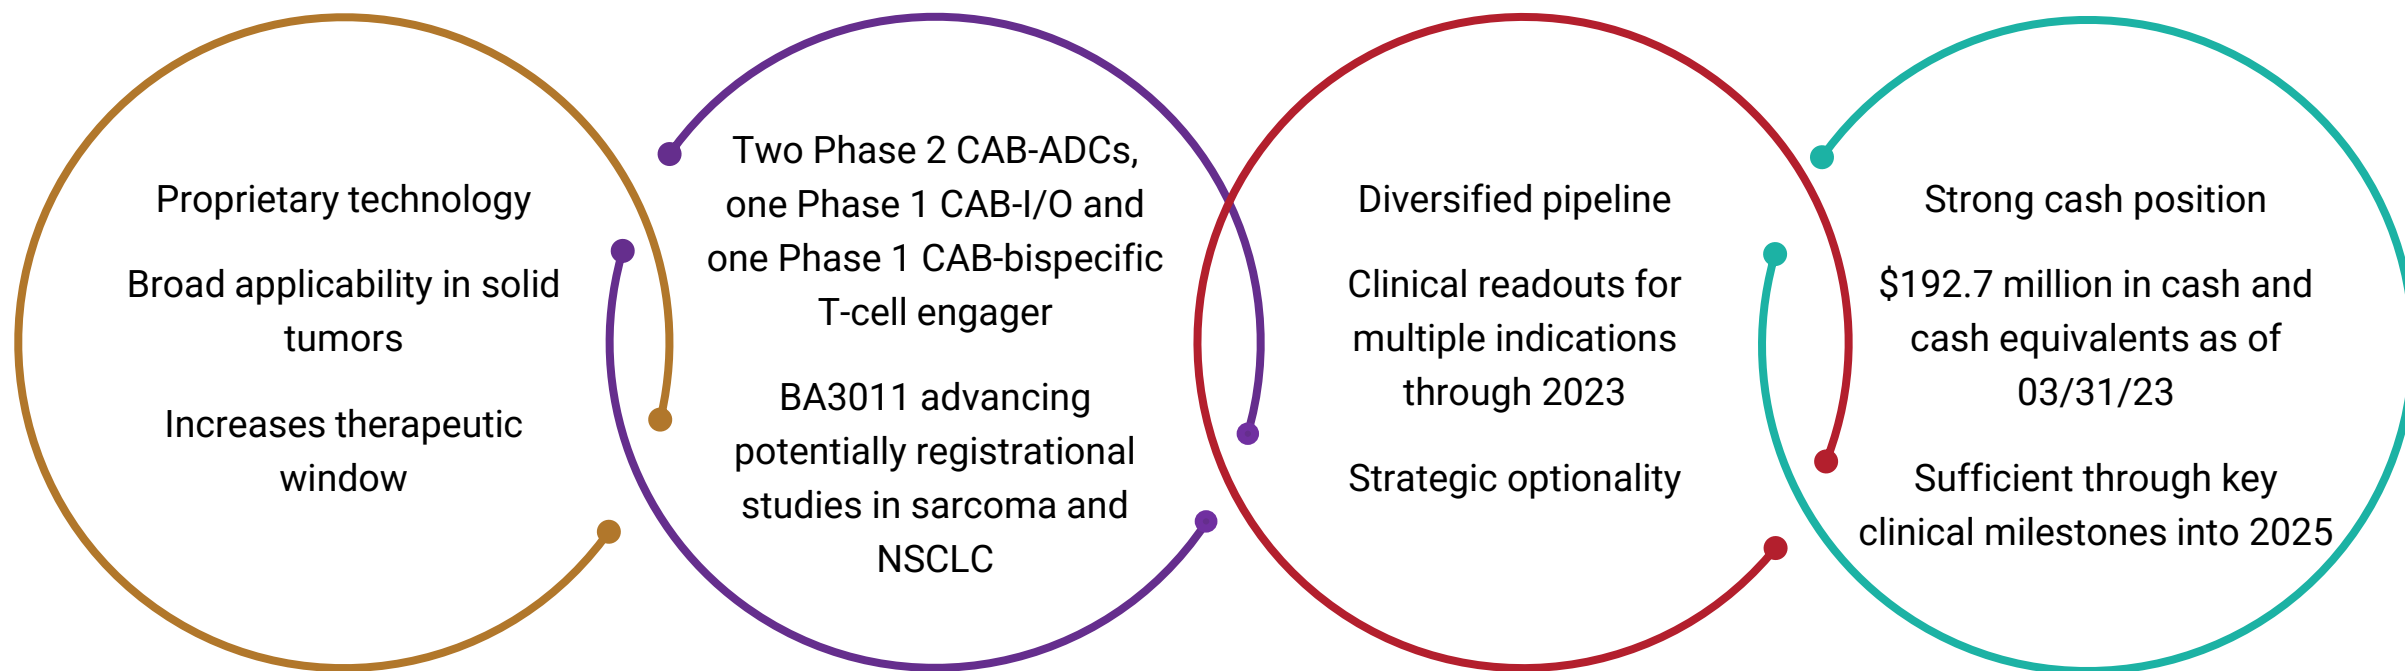 Proprietary technology
Broad applicability in solid
tumors
Increases therapeutic
window
Two Phase 2 CAB-ADCs,
one Phase 1 CAB-I/O and
one Phase 1 CAB-bispecific
T-cell engager
BA3011 advancing
potentially registrational
studies in sarcoma and
NSCLC
Diversified pipeline
Clinical readouts for
multiple indications
through 2023
Strategic optionality
Strong cash position
$192.7 million in cash and
cash equivalents as of
03/31/23
Sufficient through key
clinical milestones into 2025